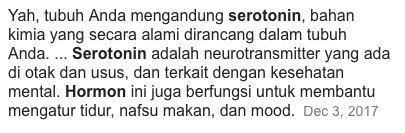 Yah, tubuh Anda mengandung serotonin, bahan
kimia yang secara alami dirancang dalam tubuh
Anda. ... Serotonin adalah neurotransmitter yang ada
di otak dan usus, dan terkait dengan kesehatan
mental. Hormon ini juga berfungsi untuk membantu
mengatur tidur, nafsu makan, dan mood. Dec 3, 2017